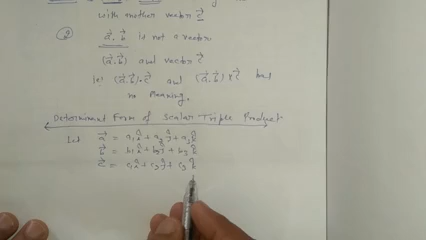 with another vector c⃗
② a⃗ . b⃗ is not a vector
(a⃗ . b⃗) and vector c⃗
(a⃗ . b⃗) . c⃗ and (a⃗ . b⃗) × c⃗ has
no meaning.
Determinant Form of Scalar Triple Product
Let a⃗ = a₁î + a₂ĵ + a₃k̂
b⃗ = b₁î + b₂ĵ + b₃k̂
c⃗ = c₁î + c₂ĵ + c₃k̂